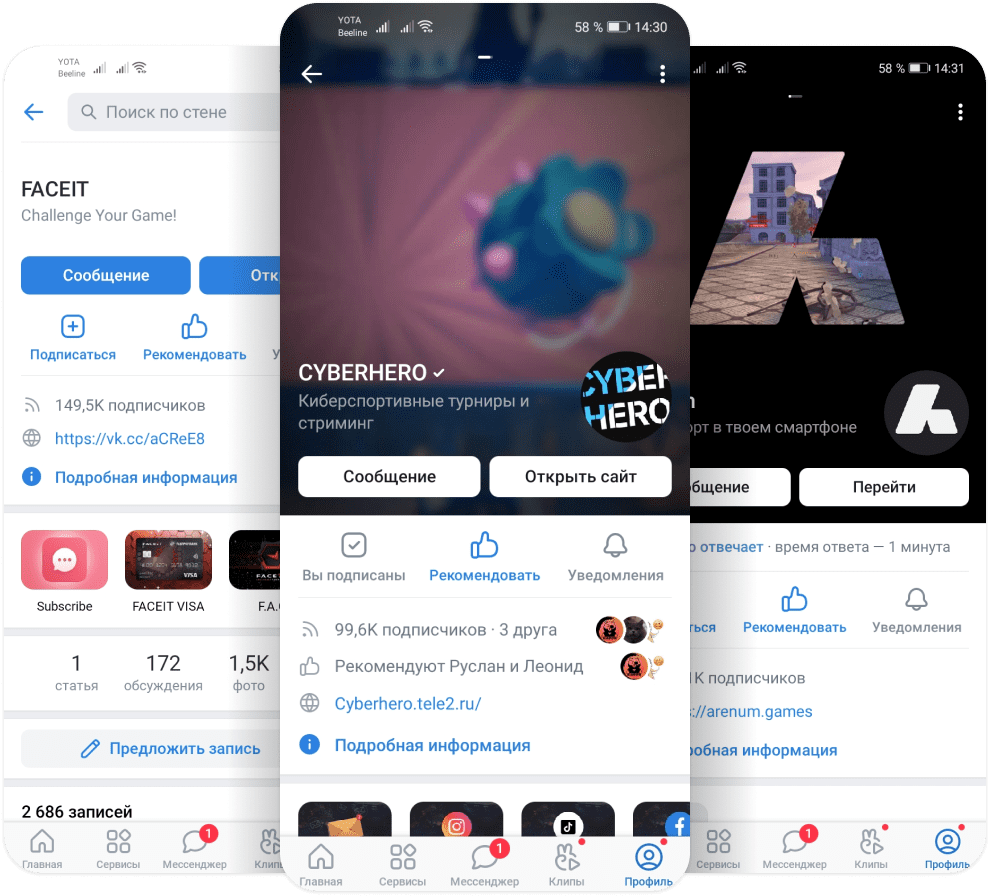 YOTA
Beeline
Поиск по стене
FACEIT
Challenge Your Game!
Сообщение
Отк
Подписаться
Рекомендовать
149,5K подписчиков
https://vk.cc/aCReE8
Подробная информация
Subscribe
FACEIT VISA
F.A.C
1
статья
172
обсуждения
1,5K
фото
Предложить запись
2 686 записей
Главная
Сервисы
1
Мессенджер
Клипы
YOTA
Beeline
58 % 14:30
CYBERHERO
Киберспортивные турниры и
стриминг
CYBER
HERO
Сообщение
Открыть сайт
Вы подписаны
Рекомендовать
Уведомления
99,6K подписчиков · 3 друга
Рекомендуют Руслан и Леонид
Cyberhero.tele2.ru/
Подробная информация
Главная
Сервисы
1
Мессенджер
Клипы
Профиль
58 % 14:31
орт в твоем смартфоне
бщение
Перейти
о отвечает · время ответа — 1 минута
ться
Рекомендовать
Уведомления
1K подписчиков
s://arenum.games
робная информация
Сервисы
1
Мессенджер
Клипы
Профиль